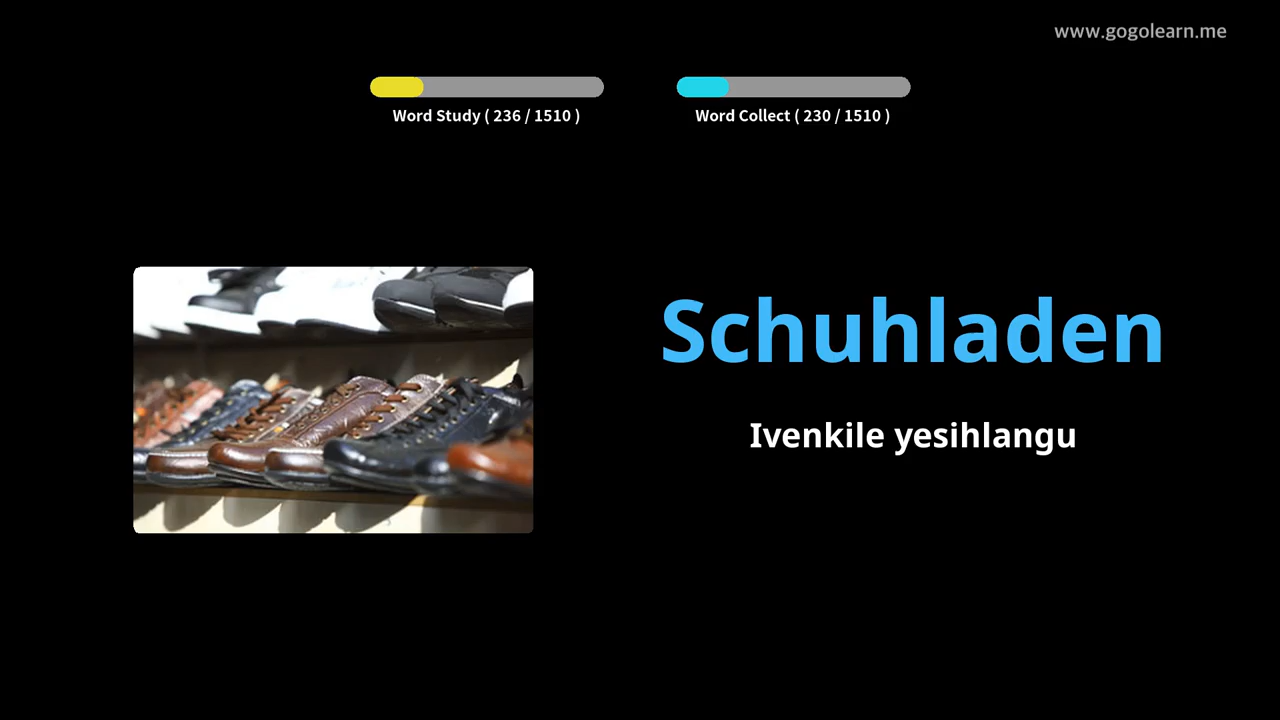 www.gogolearn.me
Word Study ( 236 / 1510 )
Word Collect ( 230 / 1510 )
Schuhladen
Ivenkile yesihlangu